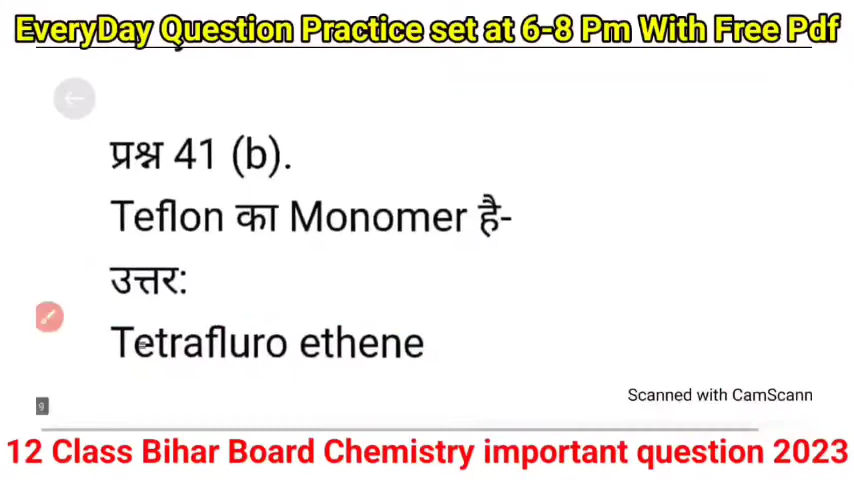 EveryDay Question Practice set at 6-8 Pm With Free Pdf
प्रश्न 41 (b).
Teflon का Monomer है-
उत्तर:
Tetrafluro ethene
Scanned with CamScann
9
12 Class Bihar Board Chemistry important question 2023